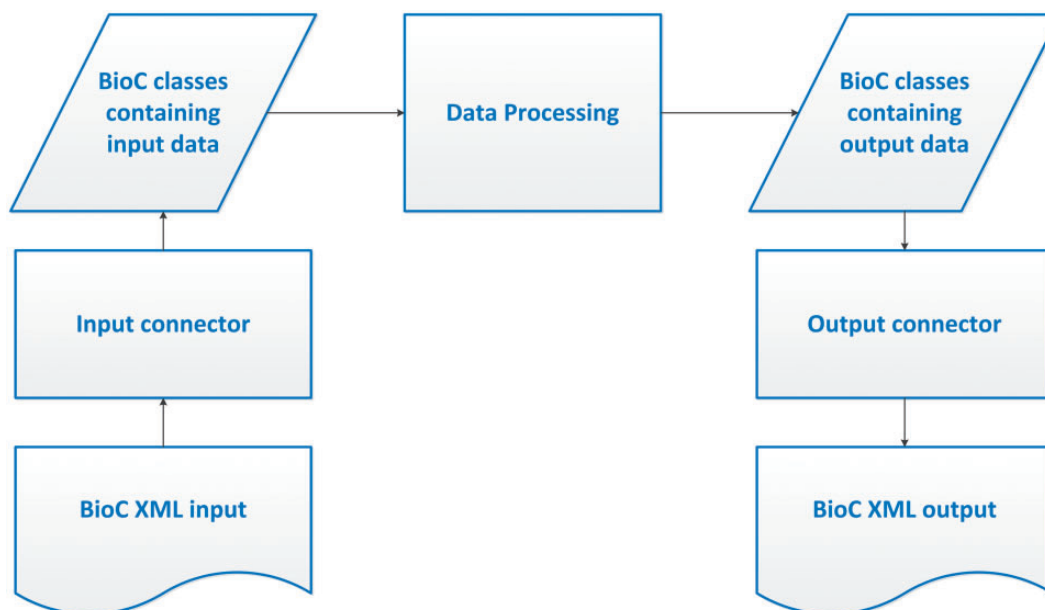 BioC classes
containing
input data
Data Processing
BioC classes
containing
output data
Input connector
Output connector
BioC XML input
BioC XML output